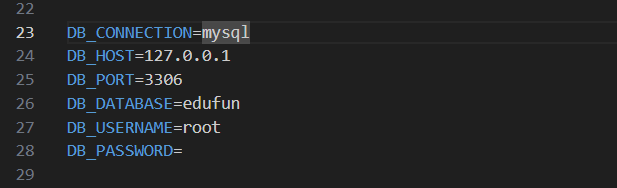 22
23 DB_CONNECTION=mysql
24 DB_HOST=127.0.0.1
25 DB_PORT=3306
26 DB_DATABASE=edufun
27 DB_USERNAME=root
28 DB_PASSWORD=
29